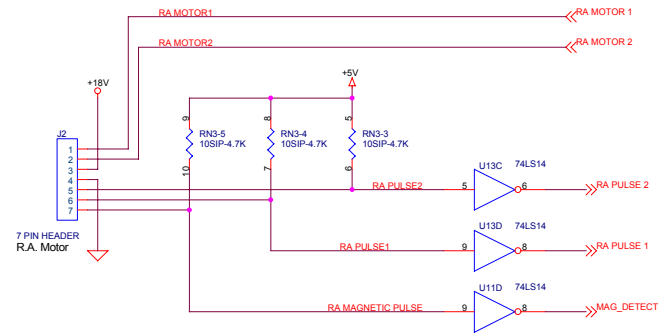 RA MOTOR1
RA MOTOR 1
RA MOTOR2
RA MOTOR 2
+18V
+5V
9
8
5
J2
RN3-5
10SIP-4.7K
RN3-4
10SIP-4.7K
RN3-3
10SIP-4.7K
1
2
3
4
5
6
7
10
7
6
U13C
74LS14
RA PULSE2
5
6
RA PULSE 2
7 PIN HEADER
R.A. Motor
U13D
74LS14
RA PULSE1
9
8
RA PULSE 1
U11D
74LS14
RA MAGNETIC PULSE
9
8
MAG_DETECT